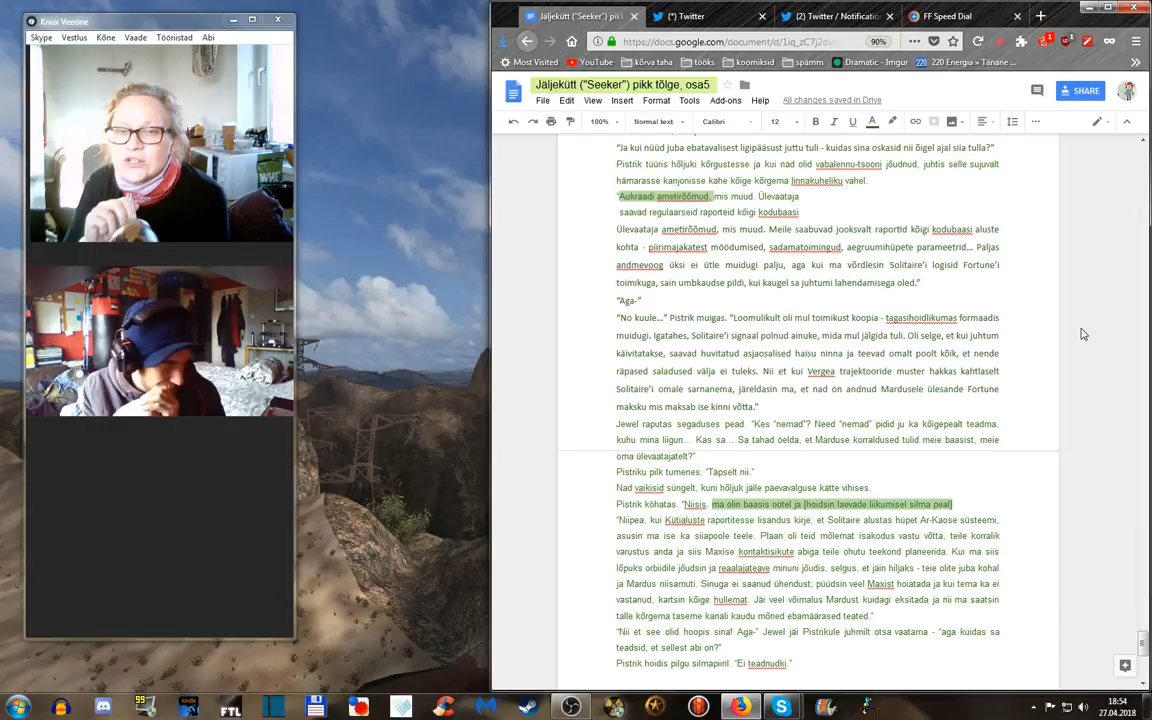 Knux Veeone
Skype Vestlus Kõne Vaade Tööriistad Abi
Jäljekütt ("Seeker") pik
(*) Twitter
(2) Twitter / Notification
FF Speed Dial
https://docs.google.com/document/d/1iq_zC7j2dvn
90%
Most Visited YouTube kõrva taha tööks koomiksid spämm Dramatic - Imgur 220 Energia » Tänane ...
Jäljekütt ("Seeker") pikk tõlge, osa5
File Edit View Insert Format Tools Add-ons Help All changes saved in Drive
SHARE
100% Normal text Calibri 12 B I U A
“Ja kui nüüd juba ebatavalisest ligipääsust juttu tuli - kuidas sina oskasid nii õigel ajal siia tulla?”
Pistrik tüüris hõljuki kõrgustesse ja kui nad olid vabalennu-tsooni jõudnud, juhtis selle sujuvalt
hämarasse kanjonisse kahe kõige kõrgema linnakuheliku vahel.
“Aukraadi ametirõõmud, mis muud. Ülevaataja
saavad regulaarseid raporteid kõigi kodubaasi
Ülevaataja ametirõõmud, mis muud. Meile saabuvad jooksvalt raportid kõigi kodubaasi aluste
kohta - piirimajakatest möödumised, sadamatoimingud, aegruumihüpete parameetrid... Paljas
andmevoog üksi ei ütle muidugi palju, aga kui ma võrdlesin Solitaire’i logisid Fortune’i
toimikuga, sain umbkaudse pildi, kui kaugel sa juhtumi lahendamisega oled.”
“Aga-”
“No kuule...” Pistrik muigas. “Loomulikult oli mul toimikust koopia - tagasihoidlikumas formaadis
muidugi. Igatahes, Solitaire’i signaal polnud ainuke, mida mul jälgida tuli. Oli selge, et kui juhtum
käivitatakse, saavad huvitatud asjaosalised haisu ninna ja teevad omalt poolt kõik, et nende
räpased saladused välja ei tuleks. Nii et kui Vergea trajektooride muster hakkas kahtlaselt
Solitaire’i omale sarnanema, järeldasin ma, et nad on andnud Mardusele ülesande Fortune
maksku mis maksab ise kinni võtta.”
Jewel raputas segaduses pead. “Kes “nemad”? Need “nemad” pidid ju ka kõigepealt teadma,
kuhu mina liigun... Kas sa... Sa tahad öelda, et Marduse korraldused tulid meie baasist, meie
oma ülevaatajatelt?”
Pistriku pilk tumenes. “Täpselt nii.”
Nad vaikisid süngelt, kuni hõljuk jälle päevavalguse kätte vihises.
Pistrik köhatas. “Niisis. ma olin baasis ootel ja [hoidsin laevade liikumisel silma peal]
“Niipea, kui Kütialuste raportitesse lisandus kirje, et Solitaire alustas hüpet Ar-Kaose süsteemi,
asusin ma ise ka siiapoole teele. Plaan oli teid mõlemat isakodus vastu võtta, teile korralik
varustus anda ja siis Maxise kontaktisikute abiga teile ohutu teekond planeerida. Kui ma siis
lõpuks orbiidile jõudsin ja reaalajateave minuni jõudis, selgus, et jäin hiljaks - teie olite juba kohal
ja Mardus niisamuti. Sinuga ei saanud ühendust; püüdsin veel Maxist hoiatada ja kui tema ka ei
vastanud, kartsin kõige hullemat. Jäi veel võimalus Mardust kuidagi eksitada ja nii ma saatsin
talle kõrgema taseme kanali kaudu mõned ebamäärased teated.”
“Nii et see olid hoopis sina! Aga-” Jewel jäi Pistrikule juhmilt otsa vaatama - “aga kuidas sa
teadsid, et sellest abi on?”
Pistrik hoidis pilgu silmapiiril. “Ei teadnudki.”
99
kindle
FTL
18:54
27.04.2018